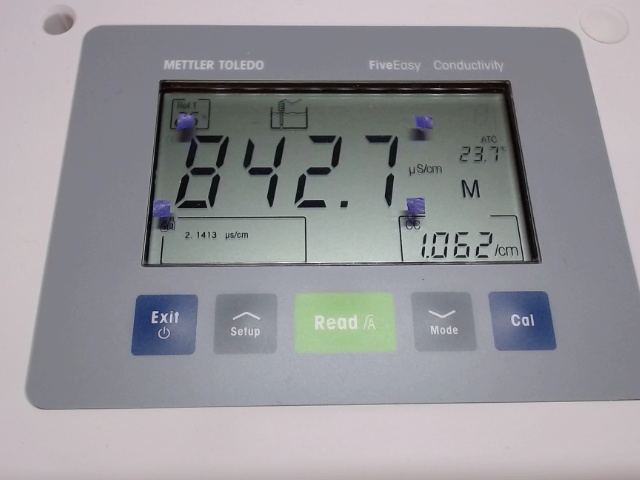 METTLER TOLEDO FiveEasy Conductivity
842.7 µS/cm
ATC
23.7°
M
2. 1413 µs/cm
1.062/cm
Exit
Setup
Read /A
Mode
Cal